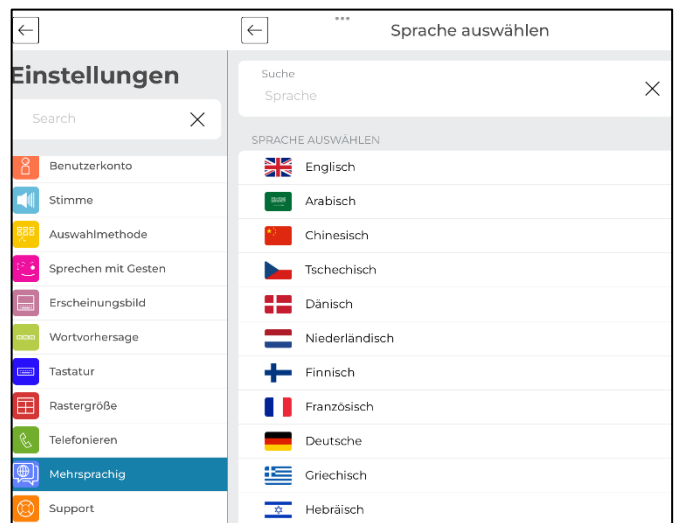 Einstellungen
Search
Benutzerkonto
Stimme
Auswahlmethode
Sprechen mit Gesten
Erscheinungsbild
Wortvorhersage
Tastatur
Rastergröße
Telefonieren
Mehrsprachig
Support
Sprache auswählen
Suche
Sprache
SPRACHE AUSWÄHLEN
Englisch
Arabisch
Chinesisch
Tschechisch
Dänisch
Niederländisch
Finnisch
Französisch
Deutsche
Griechisch
Hebräisch